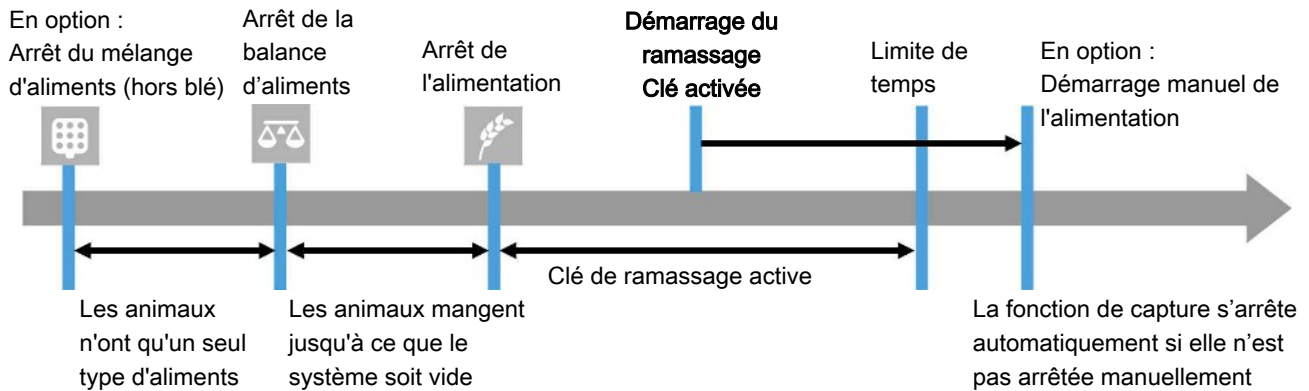 En option :
Arrêt du mélange
d'aliments (hors blé)
Arrêt de la
balance
d’aliments
Arrêt de
l'alimentation
Démarrage du
ramassage
Clé activée
Limite de
temps
En option :
Démarrage manuel de
l'alimentation
Clé de ramassage active
Les animaux
n'ont qu'un seul
type d'aliments
Les animaux mangent
jusqu'à ce que le
système soit vide
La fonction de capture s’arrête
automatiquement si elle n’est
pas arrêtée manuellement